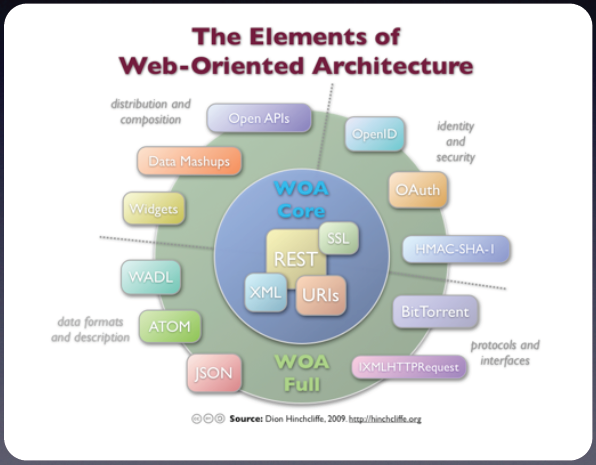 The Elements of
Web-Oriented Architecture
distribution and
composition
Open APIs
OpenID
identity
and
security
Data Mashups
OAuth
Widgets
WOA
Core
SSL
HMAC-SHA-1
REST
WADL
XML
URIs
BitTorrent
data formats
and description
ATOM
protocols and
interfaces
WOA
Full
JSON
IXMLHTTPRequest
Source: Dion Hinchcliffe, 2009. http://hinchcliffe.org